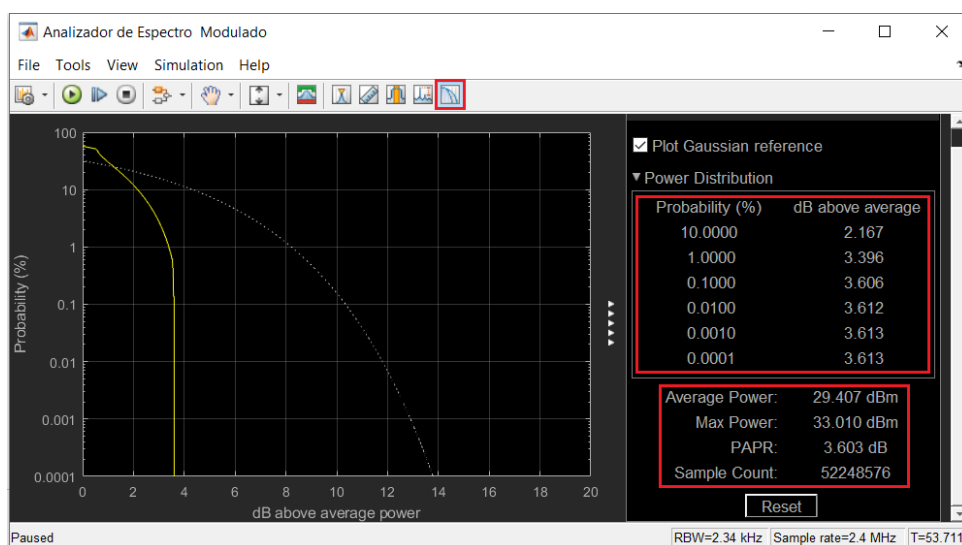 Analizador de Espectro Modulado
File Tools View Simulation Help
Plot Gaussian reference
Power Distribution
Probability (%) dB above average
10.0000 2.167
1.0000 3.396
0.1000 3.606
0.0100 3.612
0.0010 3.613
0.0001 3.613
Average Power: 29.407 dBm
Max Power: 33.010 dBm
PAPR: 3.603 dB
Sample Count: 52248576
Reset
Probability (%)
100
10
1
0.1
0.01
0.001
0.0001
0 2 4 6 8 10 12 14 16 18 20
dB above average power
Paused RBW=2.34 kHz Sample rate=2.4 MHz T=53.711